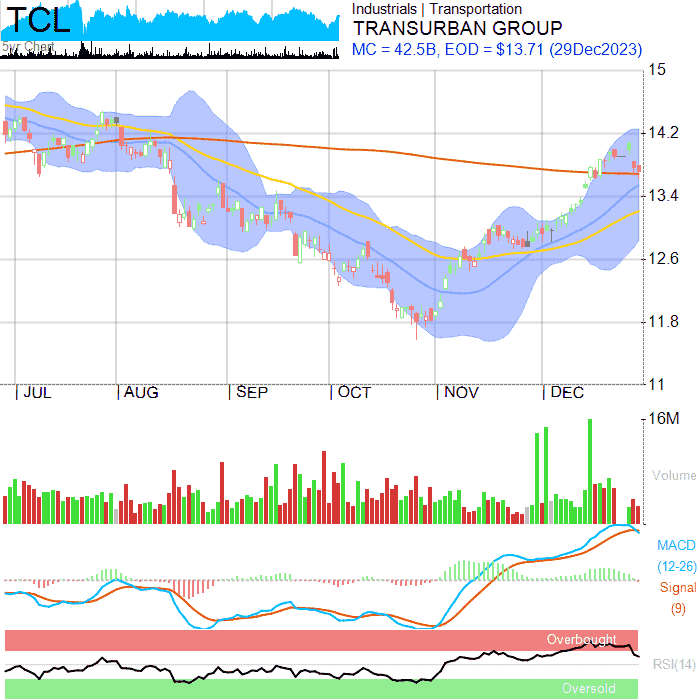 TCL
5yr Chart
Industrials | Transportation
TRANSURBAN GROUP
MC = 42.5B, EOD = $13.71 (29Dec2023)
15
14.2
13.4
12.6
11.8
11
|JUL |AUG |SEP |OCT |NOV |DEC
16M
Volume
MACD
(12-26)
Signal
(9)
Overbought
RSI(14)
Oversold